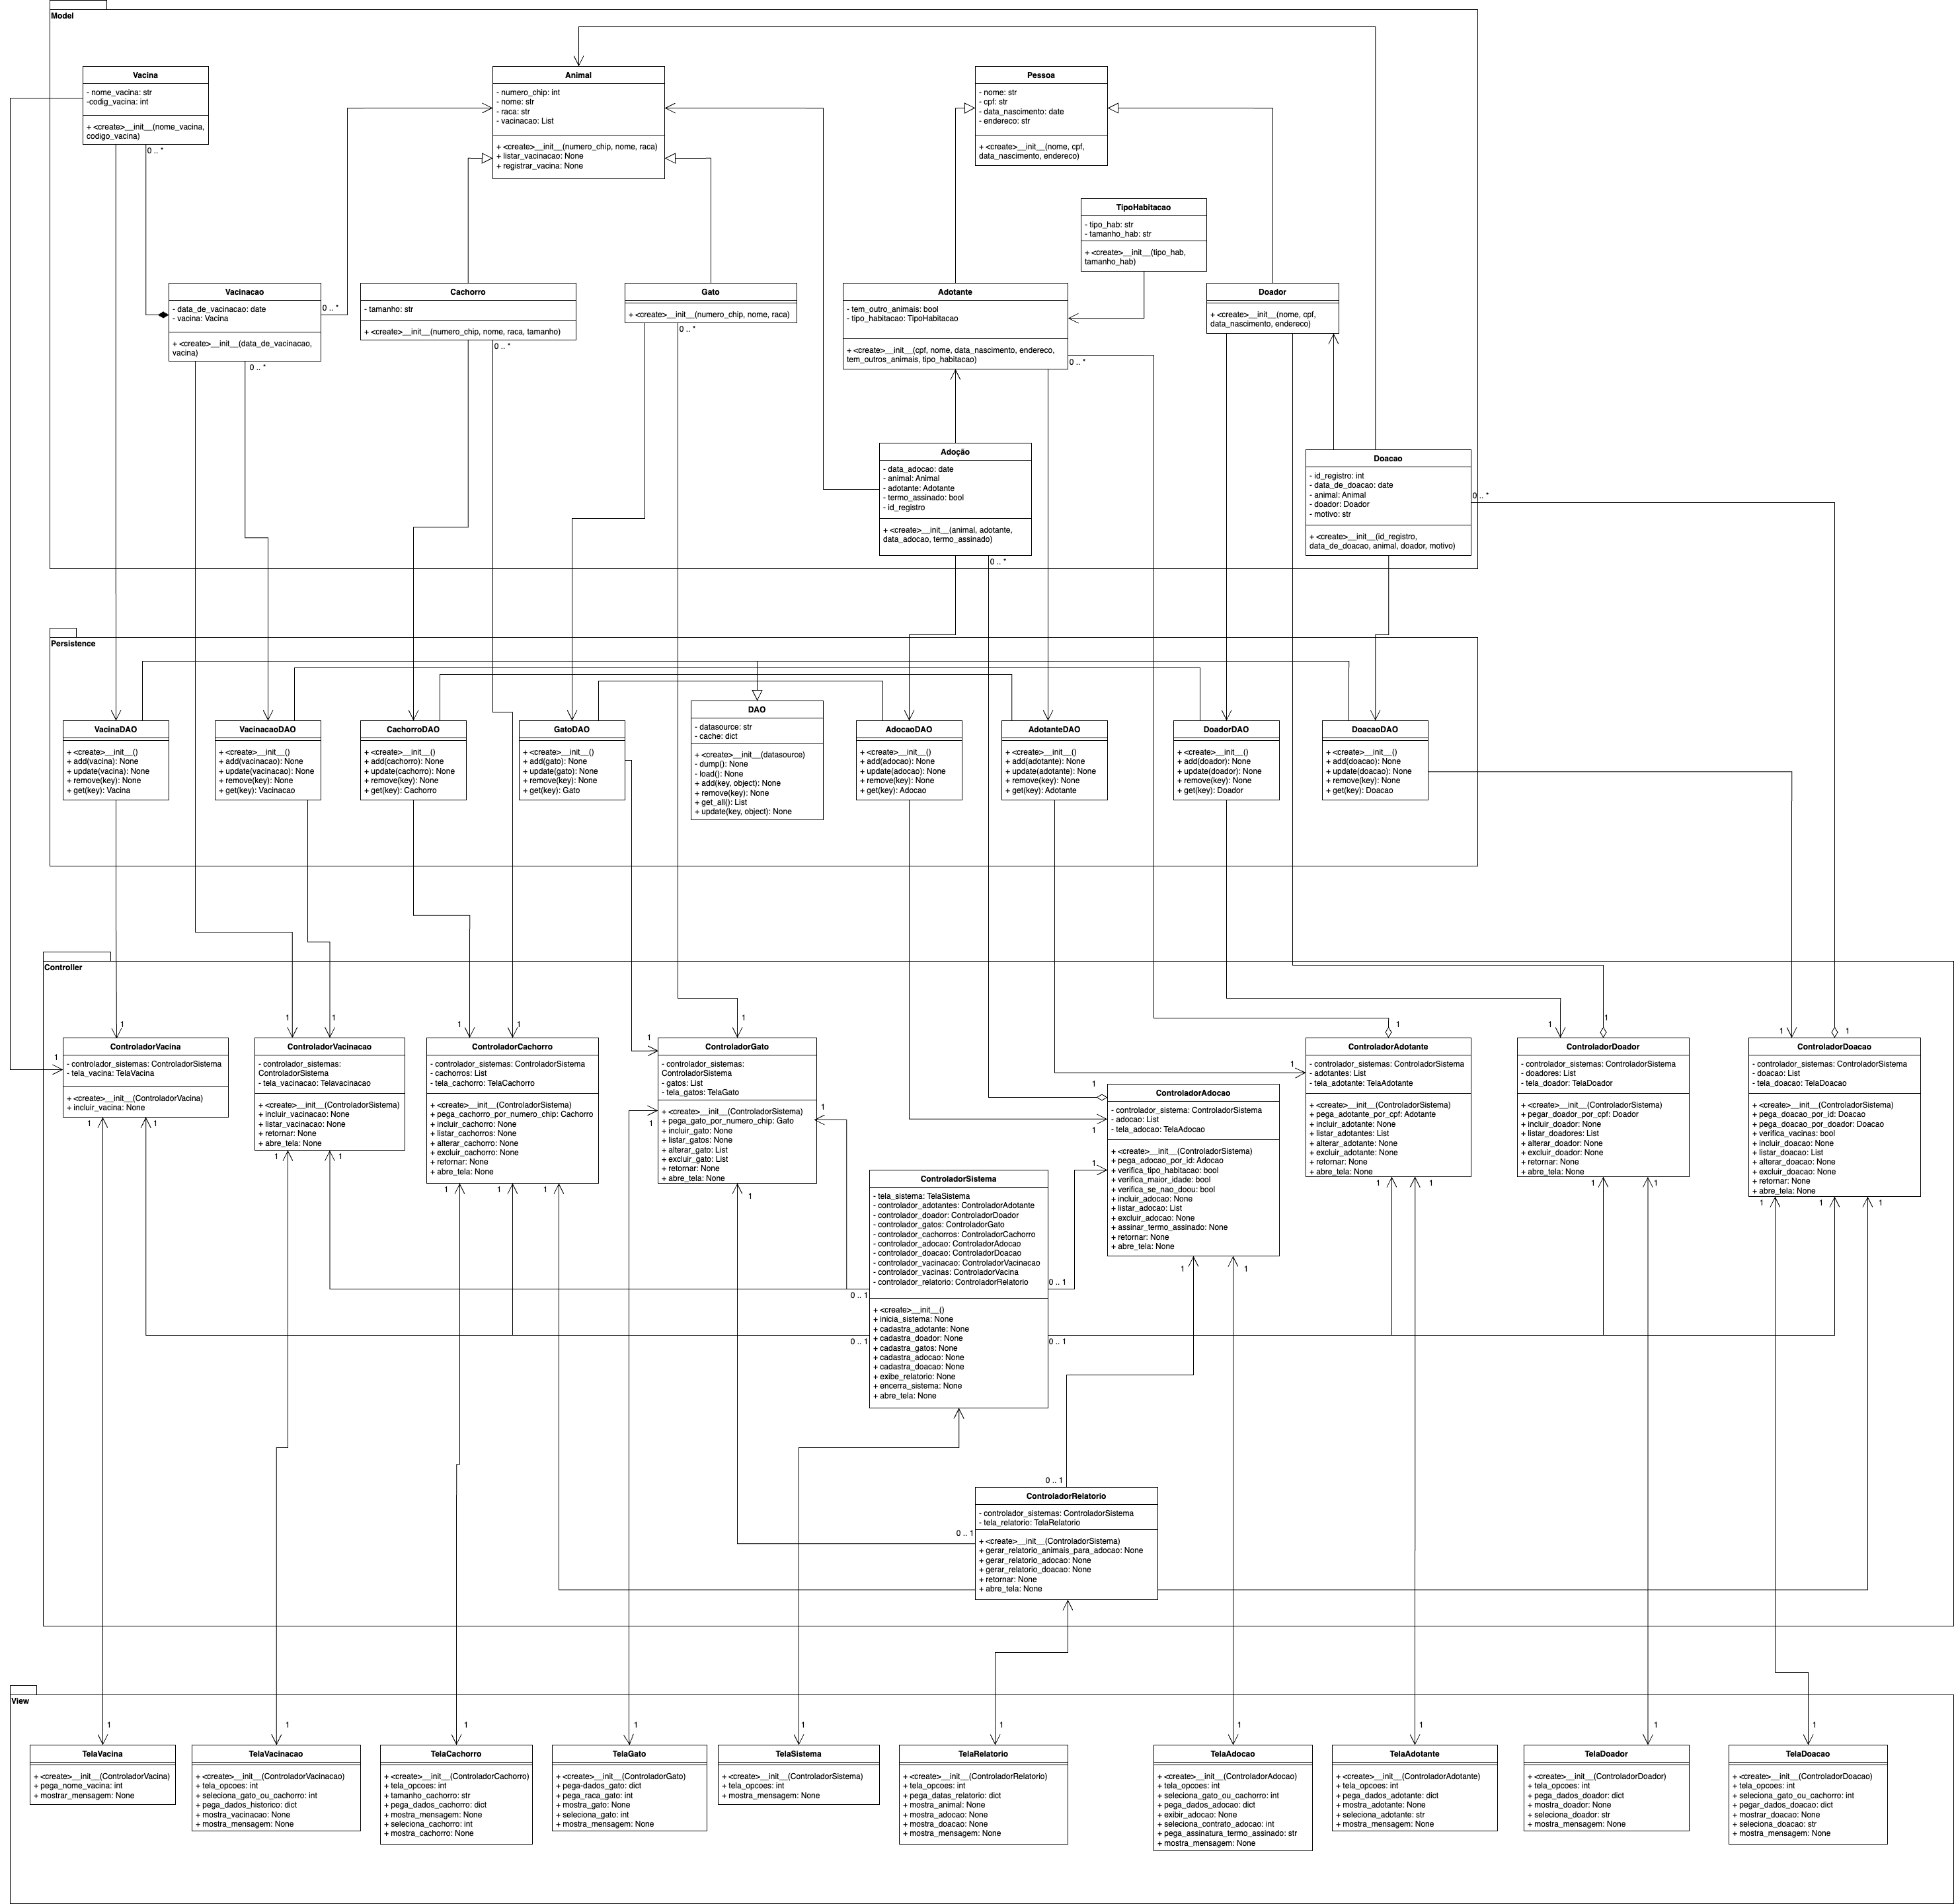 Model
Vacina
- nome_vacina: str
-codig_vacina: int
+ <create>__init__(nome_vacina,
codigo_vacina)
0 .. *
Animal
- numero_chip: int
- nome: str
- raca: str
- vacinacao: List
+ <create>__init__(numero_chip, nome, raca)
+ listar_vacinacao: None
+ registrar_vacina: None
Pessoa
- nome: str
- cpf: str
- data_nascimento: date
- endereco: str
+ <create>__init__(nome, cpf,
data_nascimento, endereco)
TipoHabitacao
- tipo_hab: str
- tamanho_hab: str
+ <create>__init__(tipo_hab,
tamanho_hab)
Vacinacao
- data_de_vacinacao: date
- vacina: Vacina
+ <create>__init__(data_de_vacinacao,
vacina)
0 .. *
0 .. *
Cachorro
- tamanho: str
+ <create>__init__(numero_chip, nome, raca, tamanho)
0 .. *
Gato
+ <create>__init__(numero_chip, nome, raca)
0 .. *
Adotante
- tem_outro_animais: bool
- tipo_habitacao: TipoHabitacao
+ <create>__init__(cpf, nome, data_nascimento, endereco,
tem_outros_animais, tipo_habitacao)
0 .. *
Doador
+ <create>__init__(nome, cpf,
data_nascimento, endereco)
Adoção
- data_adocao: date
- animal: Animal
- adotante: Adotante
- termo_assinado: bool
- id_registro
+ <create>__init__(animal, adotante,
data_adocao, termo_assinado)
0 .. *
Doacao
- id_registro: int
- data_de_doacao: date
- animal: Animal
- doador: Doador
- motivo: str
+ <create>__init__(id_registro,
data_de_doacao, animal, doador, motivo)
0 .. *
Persistence
VacinaDAO
+ <create>__init__()
+ add(vacina): None
+ update(vacina): None
+ remove(key): None
+ get(key): Vacina
VacinacaoDAO
+ <create>__init__()
+ add(vacinacao): None
+ update(vacinacao): None
+ remove(key): None
+ get(key): Vacinacao
CachorroDAO
+ <create>__init__()
+ add(cachorro): None
+ update(cachorro): None
+ remove(key): None
+ get(key): Cachorro
GatoDAO
+ <create>__init__()
+ add(gato): None
+ update(gato): None
+ remove(key): None
+ get(key): Gato
DAO
- datasource: str
- cache: dict
+ <create>__init__(datasource)
- dump(): None
- load(): None
+ add(key, object): None
+ remove(key): None
+ get_all(): List
+ update(key, object): None
AdocaoDAO
+ <create>__init__()
+ add(adocao): None
+ update(adocao): None
+ remove(key): None
+ get(key): Adocao
AdotanteDAO
+ <create>__init__()
+ add(adotante): None
+ update(adotante): None
+ remove(key): None
+ get(key): Adotante
DoadorDAO
+ <create>__init__()
+ add(doador): None
+ update(doador): None
+ remove(key): None
+ get(key): Doador
DoacaoDAO
+ <create>__init__()
+ add(doacao): None
+ update(doacao): None
+ remove(key): None
+ get(key): Doacao
Controller
1
1
ControladorVacina
- controlador_sistemas: ControladorSistema
- tela_vacina: TelaVacina
+ <create>__init__(ControladorVacina)
+ incluir_vacina: None
1
1
1
1
ControladorVacinacao
- controlador_sistemas:
ControladorSistema
- tela_vacinacao: Telavacinacao
+ <create>__init__(ControladorSistema)
+ incluir_vacinacao: None
+ listar_vacinacao: None
+ retornar: None
+ abre_tela: None
1
1
1
1
ControladorCachorro
- controlador_sistemas: ControladorSistema
- cachorros: List
- tela_cachorro: TelaCachorro
+ <create>__init__(ControladorSistema)
+ pega_cachorro_por_numero_chip: Cachorro
+ incluir_cachorro: None
+ listar_cachorros: None
+ alterar_cachorro: None
+ excluir_cachorro: None
+ retornar: None
+ abre_tela: None
1
1
1
1
1
ControladorGato
- controlador_sistemas:
ControladorSistema
- gatos: List
- tela_gatos: TelaGato
+ <create>__init__(ControladorSistema)
+ pega_gato_por_numero_chip: Gato
+ incluir_gato: None
+ listar_gatos: None
+ alterar_gato: List
+ excluir_gato: List
+ retornar: None
+ abre_tela: None
1
1
1
ControladorSistema
- tela_sistema: TelaSistema
- controlador_adotantes: ControladorAdotante
- controlador_doador: ControladorDoador
- controlador_gatos: ControladorGato
- controlador_cachorros: ControladorCachorro
- controlador_adocao: ControladorAdocao
- controlador_doacao: ControladorDoacao
- controlador_vacinacao: ControladorVacinacao
- controlador_vacinas: ControladorVacina
- controlador_relatorio: ControladorRelatorio
+ <create>__init__()
+ inicia_sistema: None
+ cadastra_adotante: None
+ cadastra_doador: None
+ cadastra_gatos: None
+ cadastra_adocao: None
+ cadastra_doacao: None
+ exibe_relatorio: None
+ encerra_sistema: None
+ abre_tela: None
0 .. 1
0 .. 1
0 .. 1
0 .. 1
1
1
1
ControladorAdocao
- controlador_sistema: ControladorSistema
- adocao: List
- tela_adocao: TelaAdocao
+ <create>__init__(ControladorSistema)
+ pega_adocao_por_id: Adocao
+ verifica_tipo_habitacao: bool
+ verifica_maior_idade: bool
+ verifica_se_nao_doou: bool
+ incluir_adocao: None
+ listar_adocao: List
+ excluir_adocao: None
+ assinar_termo_assinado: None
+ retornar: None
+ abre_tela: None
1
1
1
1
ControladorAdotante
- controlador_sistemas: ControladorSistema
- adotantes: List
- tela_adotante: TelaAdotante
+ <create>__init__(ControladorSistema)
+ pega_adotante_por_cpf: Adotante
+ incluir_adotante: None
+ listar_adotantes: List
+ alterar_adotante: None
+ excluir_adotante: None
+ retornar: None
+ abre_tela: None
1
1
1
1
ControladorDoador
- controlador_sistemas: ControladorSistema
- doadores: List
- tela_doador: TelaDoador
+ <create>__init__(ControladorSistema)
+ pegar_doador_por_cpf: Doador
+ incluir_doador: None
+ listar_doadores: List
+ alterar_doador: None
+ excluir_doador: None
+ retornar: None
+ abre_tela: None
1
1
1
1
ControladorDoacao
- controlador_sistemas: ControladorSistema
- doacao: List
- tela_doacao: TelaDoacao
+ <create>__init__(ControladorSistema)
+ pega_doacao_por_id: Doacao
+ pega_doacao_por_doador: Doacao
+ verifica_vacinas: bool
+ incluir_doacao: None
+ listar_doacao: List
+ alterar_doacao: None
+ excluir_doacao: None
+ retornar: None
+ abre_tela: None
1
1
1
0 .. 1
0 .. 1
ControladorRelatorio
- controlador_sistemas: ControladorSistema
- tela_relatorio: TelaRelatorio
+ <create>__init__(ControladorSistema)
+ gerar_relatorio_animais_para_adocao: None
+ gerar_relatorio_adocao: None
+ gerar_relatorio_doacao: None
+ retornar: None
+ abre_tela: None
View
1
TelaVacina
+ <create>__init__(ControladorVacina)
+ pega_nome_vacina: int
+ mostrar_mensagem: None
1
TelaVacinacao
+ <create>__init__(ControladorVacinacao)
+ tela_opcoes: int
+ seleciona_gato_ou_cachorro: int
+ pega_dados_historico: dict
+ mostra_vacinacao: None
+ mostra_mensagem: None
1
TelaCachorro
+ <create>__init__(ControladorCachorro)
+ tela_opcoes: int
+ tamanho_cachorro: str
+ pega_dados_cachorro: dict
+ mostra_mensagem: None
+ seleciona_cachorro: int
+ mostra_cachorro: None
1
TelaGato
+ <create>__init__(ControladorGato)
+ pega-dados_gato: dict
+ pega_raca_gato: int
+ mostra_gato: None
+ seleciona_gato: int
+ mostra_mensagem: None
1
TelaSistema
+ <create>__init__(ControladorSistema)
+ tela_opcoes: int
+ mostra_mensagem: None
1
TelaRelatorio
+ <create>__init__(ControladorRelatorio)
+ tela_opcoes: int
+ pega_datas_relatorio: dict
+ mostra_animal: None
+ mostra_adocao: None
+ mostra_doacao: None
+ mostra_mensagem: None
1
TelaAdocao
+ <create>__init__(ControladorAdocao)
+ tela_opcoes: int
+ seleciona_gato_ou_cachorro: int
+ pega_dados_adocao: dict
+ exibir_adocao: None
+ seleciona_contrato_adocao: int
+ pega_assinatura_termo_assinado: str
+ mostra_mensagem: None
1
TelaAdotante
+ <create>__init__(ControladorAdotante)
+ tela_opcoes: int
+ pega_dados_adotante: dict
+ mostra_adotante: None
+ seleciona_adotante: str
+ mostra_mensagem: None
1
TelaDoador
+ <create>__init__(ControladorDoador)
+ tela_opcoes: int
+ pega_dados_doador: dict
+ mostra_doador: None
+ seleciona_doador: str
+ mostra_mensagem: None
1
TelaDoacao
+ <create>__init__(ControladorDoacao)
+ tela_opcoes: int
+ seleciona_gato_ou_cachorro: int
+ pegar_dados_doacao: dict
+ mostrar_doacao: None
+ seleciona_doacao: str
+ mostra_mensagem: None